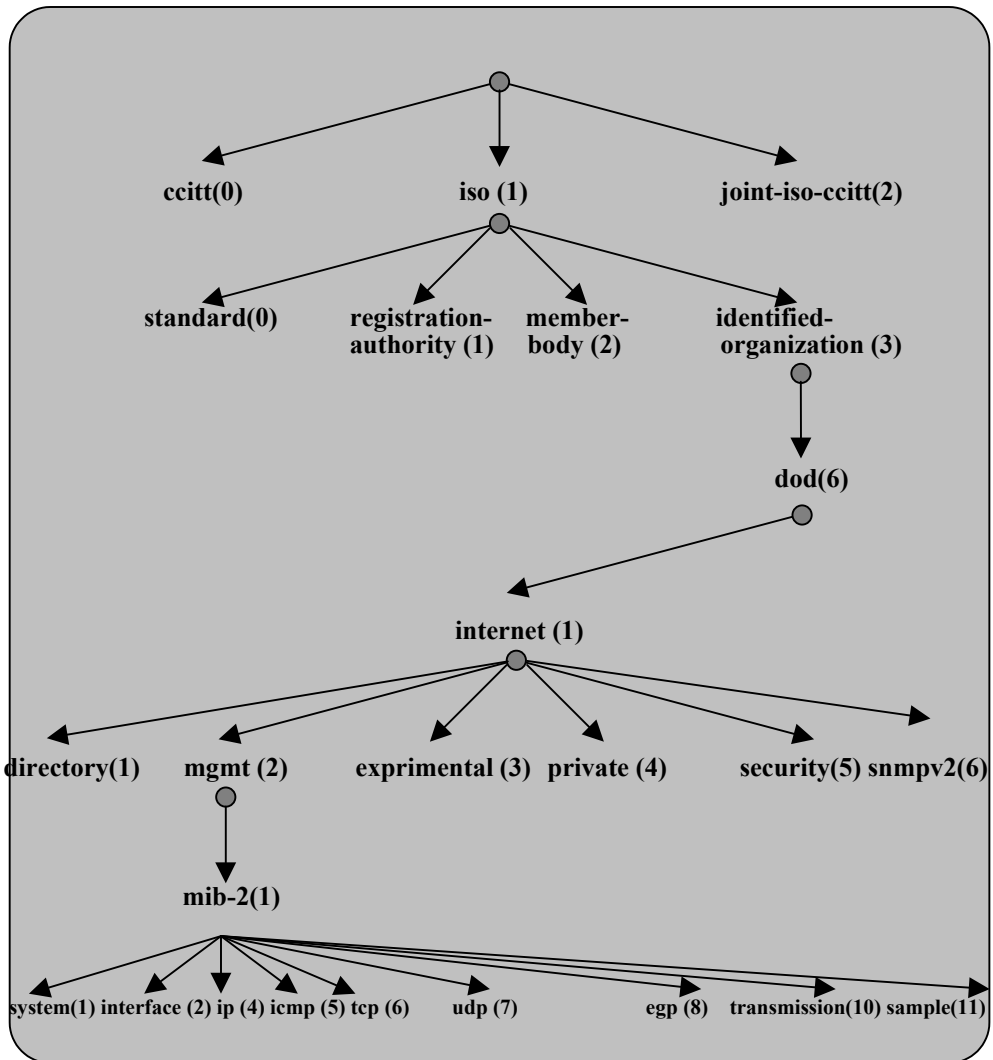 ccitt(0) iso (1) joint-iso-ccitt(2)
standard(0) registration- member- identified-
authority (1) body (2) organization (3)
dod(6)
internet (1)
directory(1) mgmt (2) exprimental (3) private (4) security(5) snmpv2(6)
mib-2(1)
system(1) interface (2) ip (4) icmp (5) tcp (6) udp (7) egp (8) transmission(10) sample(11)